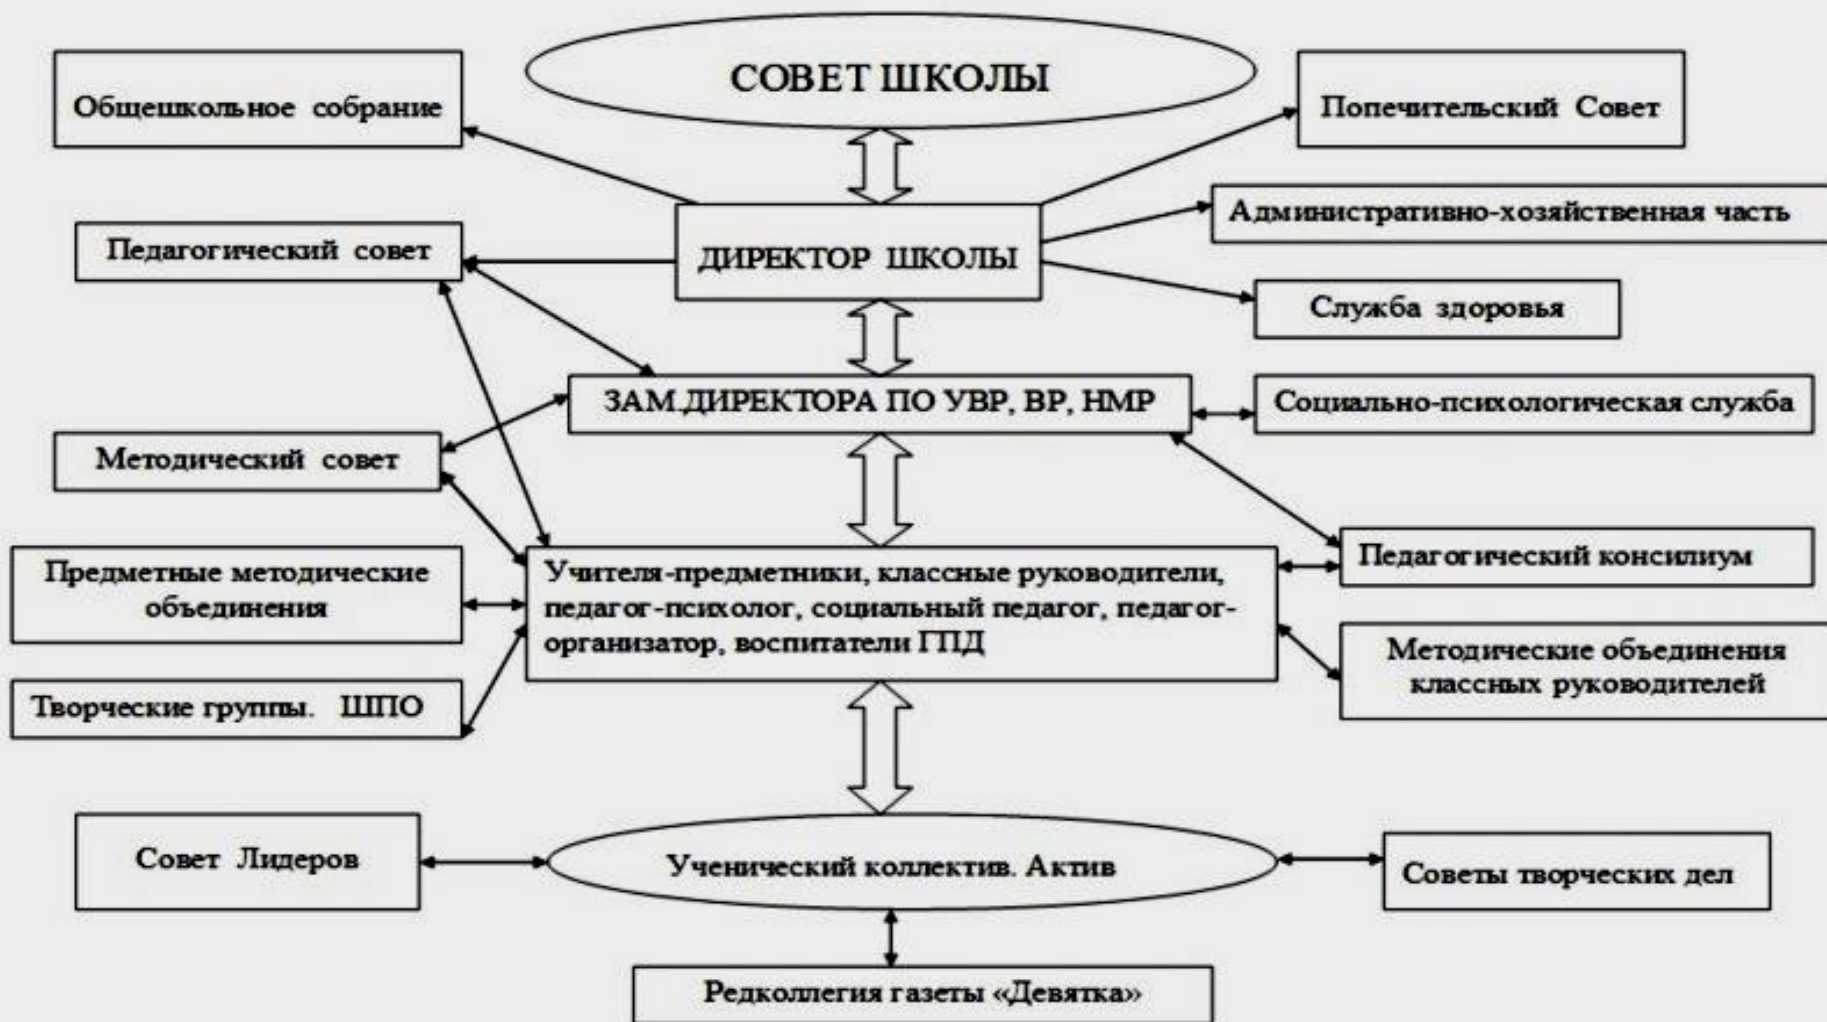 СОВЕТ ШКОЛЫ
Общешкольное собрание
Попечительский Совет
Административно-хозяйственная часть
Педагогический совет
ДИРЕКТОР ШКОЛЫ
Служба здоровья
ЗАМ.ДИРЕКТОРА ПО УВР, ВР, НМР
Социально-психологическая служба
Методический совет
Педагогический консилиум
Предметные методические
объединения
Учителя-предметники, классные руководители,
педагог-психолог, социальный педагог, педагог-
организатор, воспитатели ГПД
Методические объединения
классных руководителей
Творческие группы. ШПО
Совет Лидеров
Ученический коллектив. Актив
Советы творческих дел
Редколлегия газеты «Девятка»